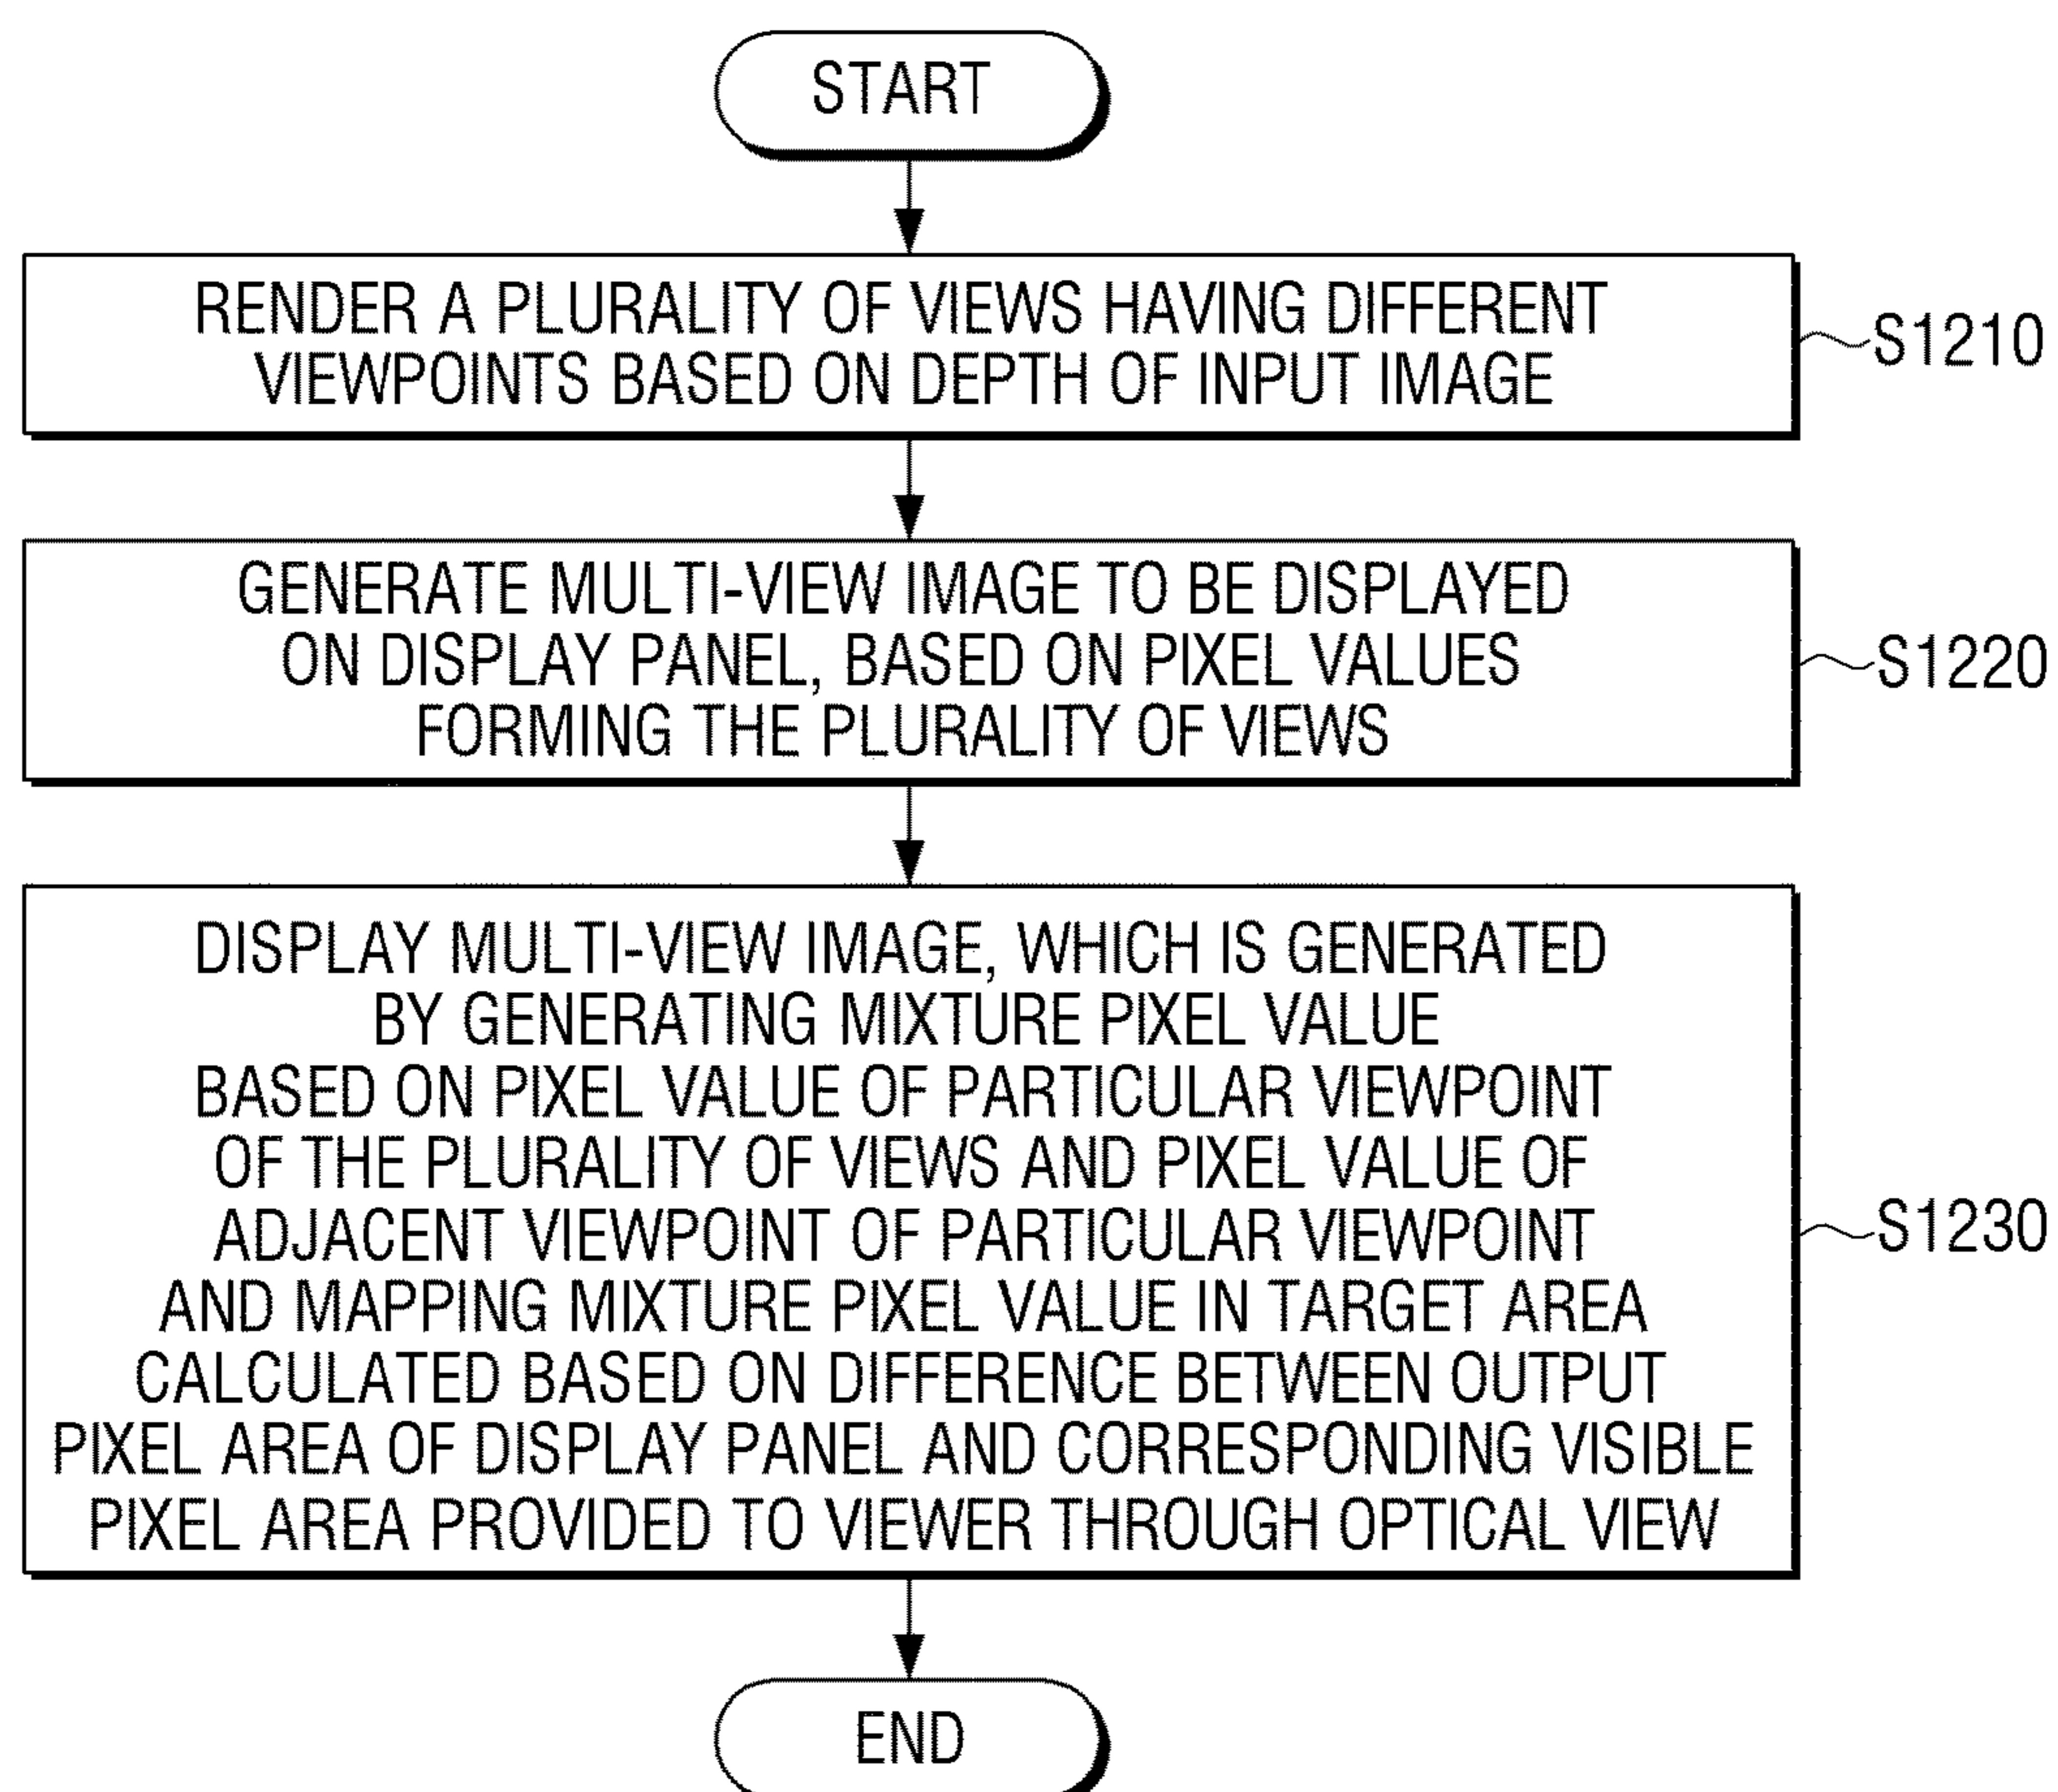 START
RENDER A PLURALITY OF VIEWS HAVING DIFFERENT
VIEWPOINTS BASED ON DEPTH OF INPUT IMAGE
S1210
GENERATE MULTI-VIEW IMAGE TO BE DISPLAYED
ON DISPLAY PANEL, BASED ON PIXEL VALUES
FORMING THE PLURALITY OF VIEWS
S1220
DISPLAY MULTI-VIEW IMAGE, WHICH IS GENERATED
BY GENERATING MIXTURE PIXEL VALUE
BASED ON PIXEL VALUE OF PARTICULAR VIEWPOINT
OF THE PLURALITY OF VIEWS AND PIXEL VALUE OF
ADJACENT VIEWPOINT OF PARTICULAR VIEWPOINT
AND MAPPING MIXTURE PIXEL VALUE IN TARGET AREA
CALCULATED BASED ON DIFFERENCE BETWEEN OUTPUT
PIXEL AREA OF DISPLAY PANEL AND CORRESPONDING VISIBLE
PIXEL AREA PROVIDED TO VIEWER THROUGH OPTICAL VIEW
S1230
END